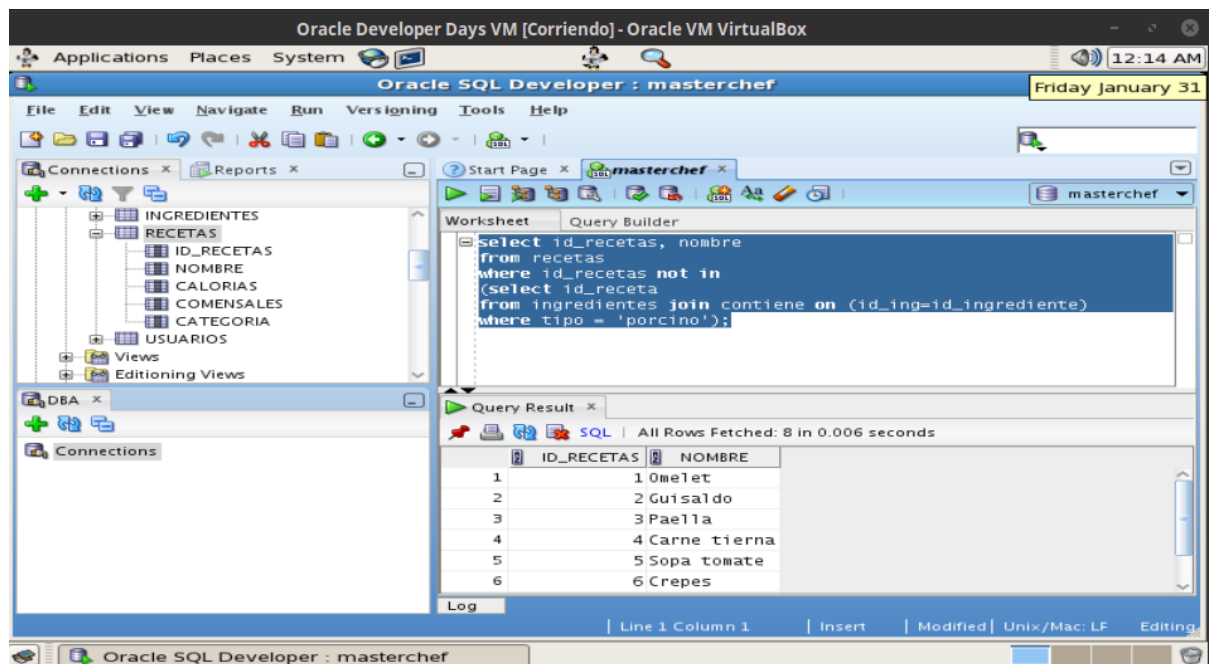 Oracle Developer Days VM [Corriendo] - Oracle VM VirtualBox
Applications Places System 12:14 AM
Oracle SQL Developer : masterchef
Friday January 31
File Edit View Navigate Run Versioning Tools Help
Connections Reports
Start Page masterchef
masterchef
INGREDIENTES
RECETAS
ID_RECETAS
NOMBRE
CALORIAS
COMENSALES
CATEGORIA
USUARIOS
Views
Editioning Views
DBA
Connections
Worksheet Query Builder
select id_recetas, nombre
from recetas
where id_recetas not in
(select id_receta
from ingredientes join contiene on (id_ing=id_ingrediente)
where tipo = 'porcino');
Query Result
SQL | All Rows Fetched: 8 in 0.006 seconds
ID_RECETAS NOMBRE
1 1 Omelet
2 2 Guisaldo
3 3 Paella
4 4 Carne tierna
5 5 Sopa tomate
6 6 Crepes
Log
| Line 1 Column 1 | Insert | Modified | Unix/Mac: LF Editing
Oracle SQL Developer : masterchef